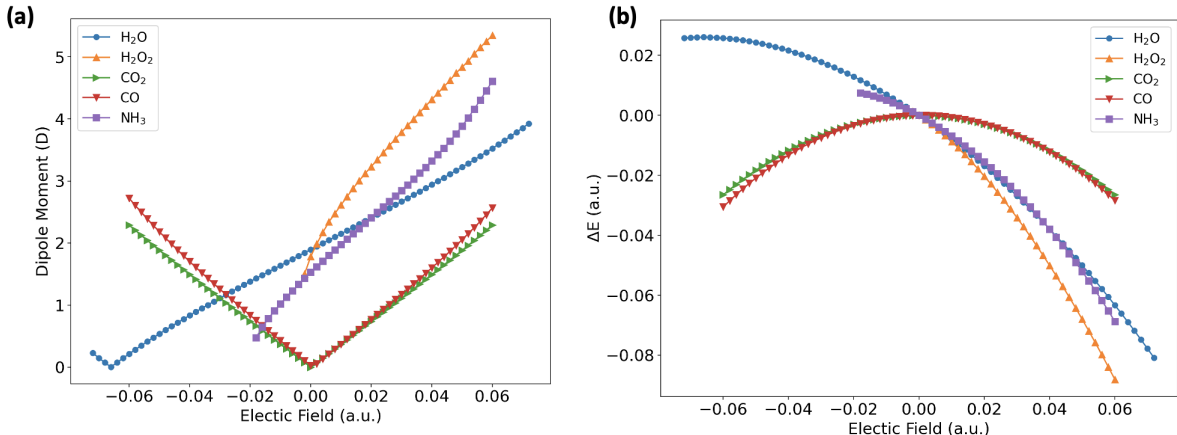 (a)
Dipole Moment (D)
5
4
3
2
1
0
H₂O
H₂O₂
CO₂
CO
NH₃
−0.06 −0.04 −0.02 0.00 0.02 0.04 0.06
Electic Field (a.u.)
(b)
ΔE (a.u.)
0.02
0.00
−0.02
−0.04
−0.06
−0.08
H₂O
H₂O₂
CO₂
CO
NH₃
−0.06 −0.04 −0.02 0.00 0.02 0.04 0.06
Electic Field (a.u.)